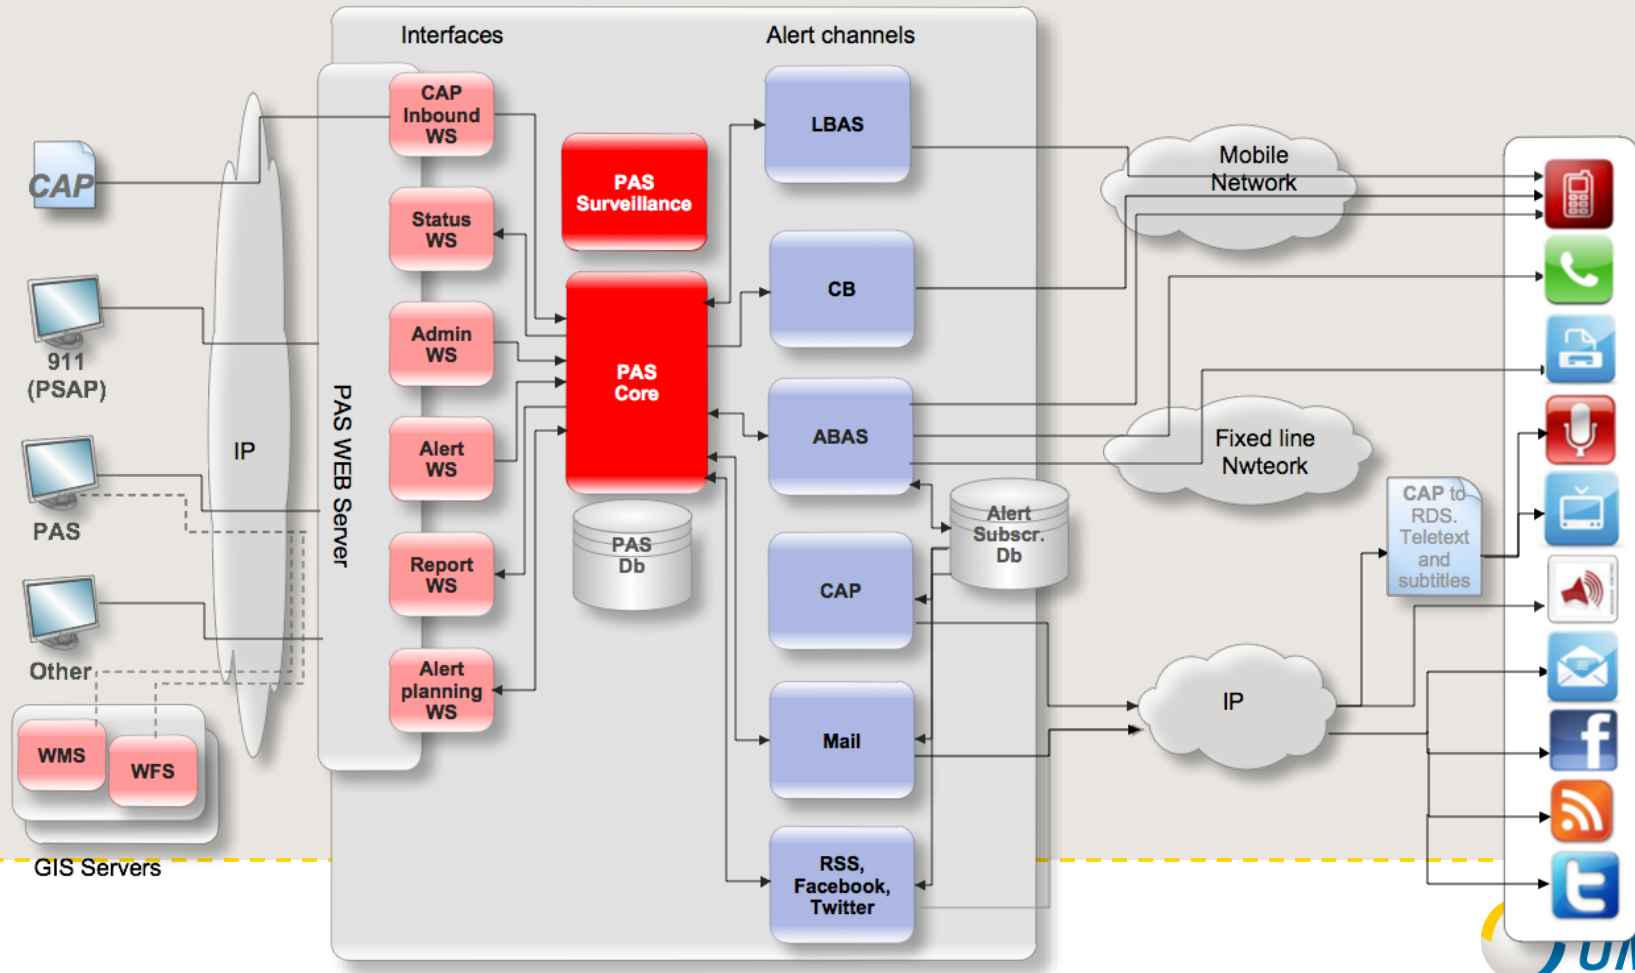 Interfaces
Alert channels
CAP
Inbound
WS
Status
WS
Admin
WS
Alert
WS
Report
WS
Alert
planning
WS
PAS
Surveillance
PAS
Core
PAS
Db
LBAS
CB
ABAS
CAP
Mail
RSS,
Facebook,
Twitter
Alert
Subscr.
Db
CAP
911
(PSAP)
PAS
Other
WMS
WFS
GIS Servers
IP
PAS WEB Server
Mobile
Network
Fixed line
Nwteork
IP
CAP to
RDS.
Teletext
and
subtitles